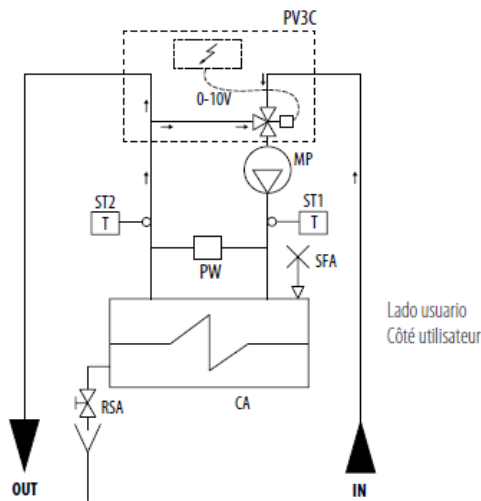 PV3C
0-10V
MP
ST2
T
ST1
T
PW
SFA
Lado usuario
Côté utilisateur
RSA
CA
OUT
IN